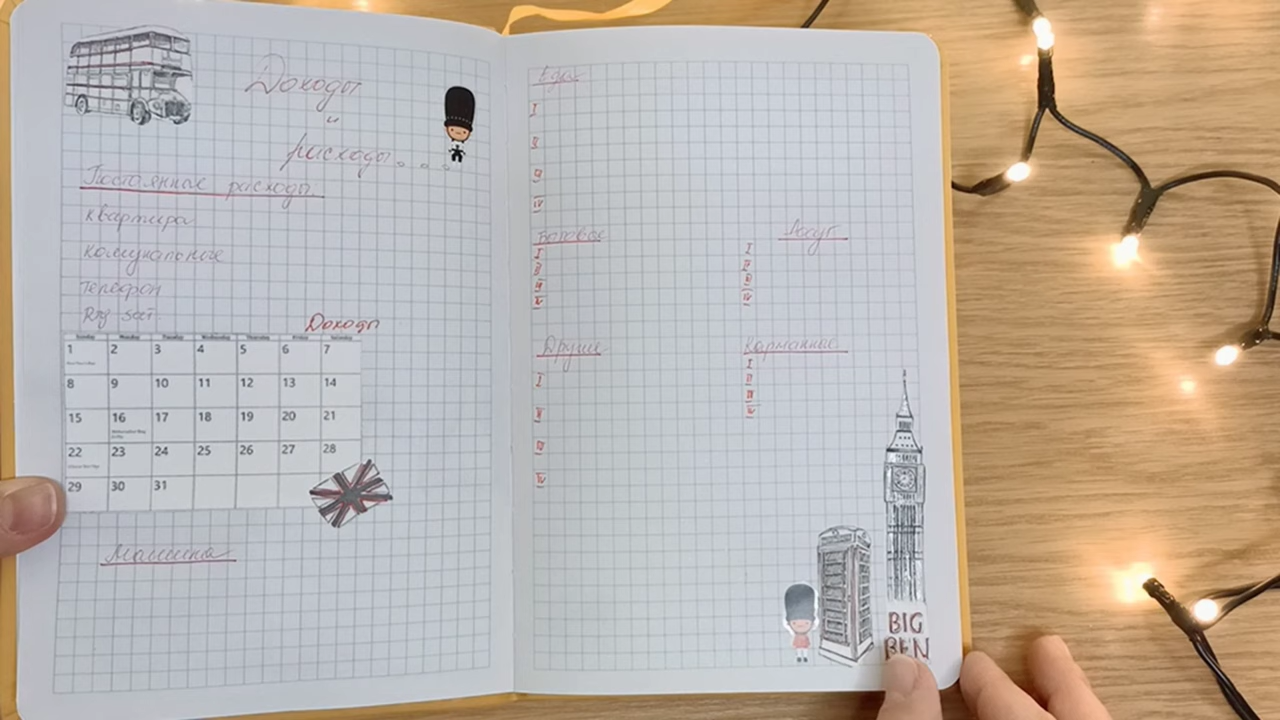 Доходы
и
расходы...
Постоянные расходы
квартира
комунальные
Телефон
Доходы
Sunday Monday Tuesday Wednesday Thursday Friday Saturday
1 2 3 4 5 6 7
8 9 10 11 12 13 14
15 16 17 18 19 20 21
22 23 24 25 26 27 28
29 30 31
Машина
Еда
I
II
III
IV
Бытовое
I
II
III
IV
Досуг
I
II
III
IV
Другие
I
II
III
IV
Карманные
I
II
III
IV
BIG
BEN